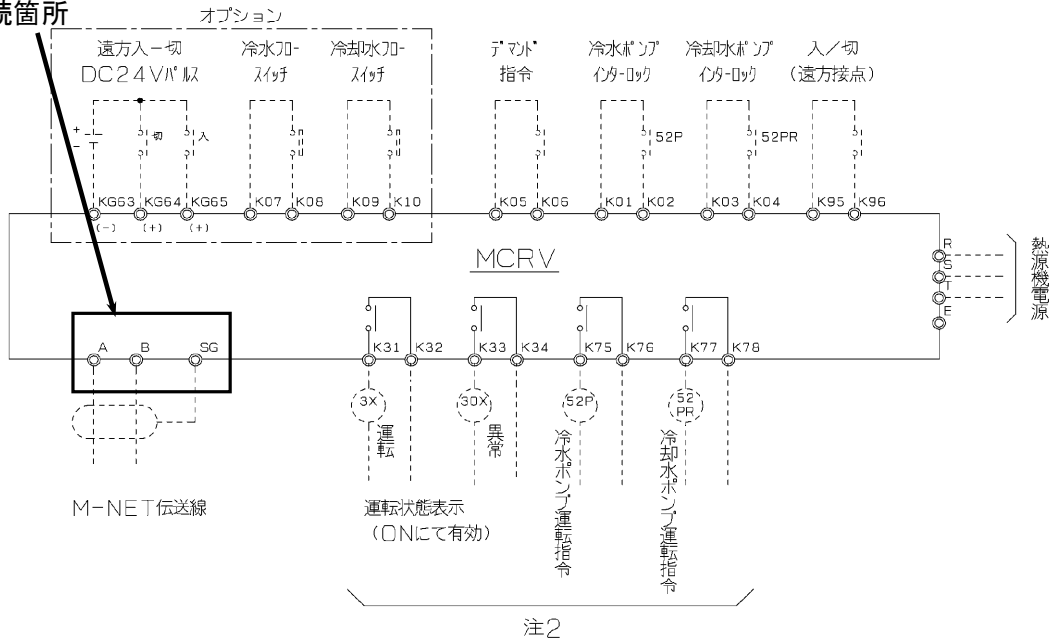 続箇所
オプション
遠方入ー切
DC24Vパルス
冷水フロー
スイッチ
冷却水フロー
スイッチ
デマンド
指令
冷水ポンプ
インターロック
冷却水ポンプ
インターロック
入／切
（遠方接点）
+
-
切
入
52P
52PR
KG63 KG64 KG65 K07 K08 K09 K10 K05 K06 K01 K02 K03 K04 K95 K96
(-) (+) (+)
MCRV
R
S
T
E
熱源機電源
A B SG
K31 K32 K33 K34 K75 K76 K77 K78
3X
30X
52P
52
PR
運転
異常
冷水ポンプ運転指令
冷却水ポンプ運転指令
M-NET伝送線
運転状態表示
（ONにて有効）
注2